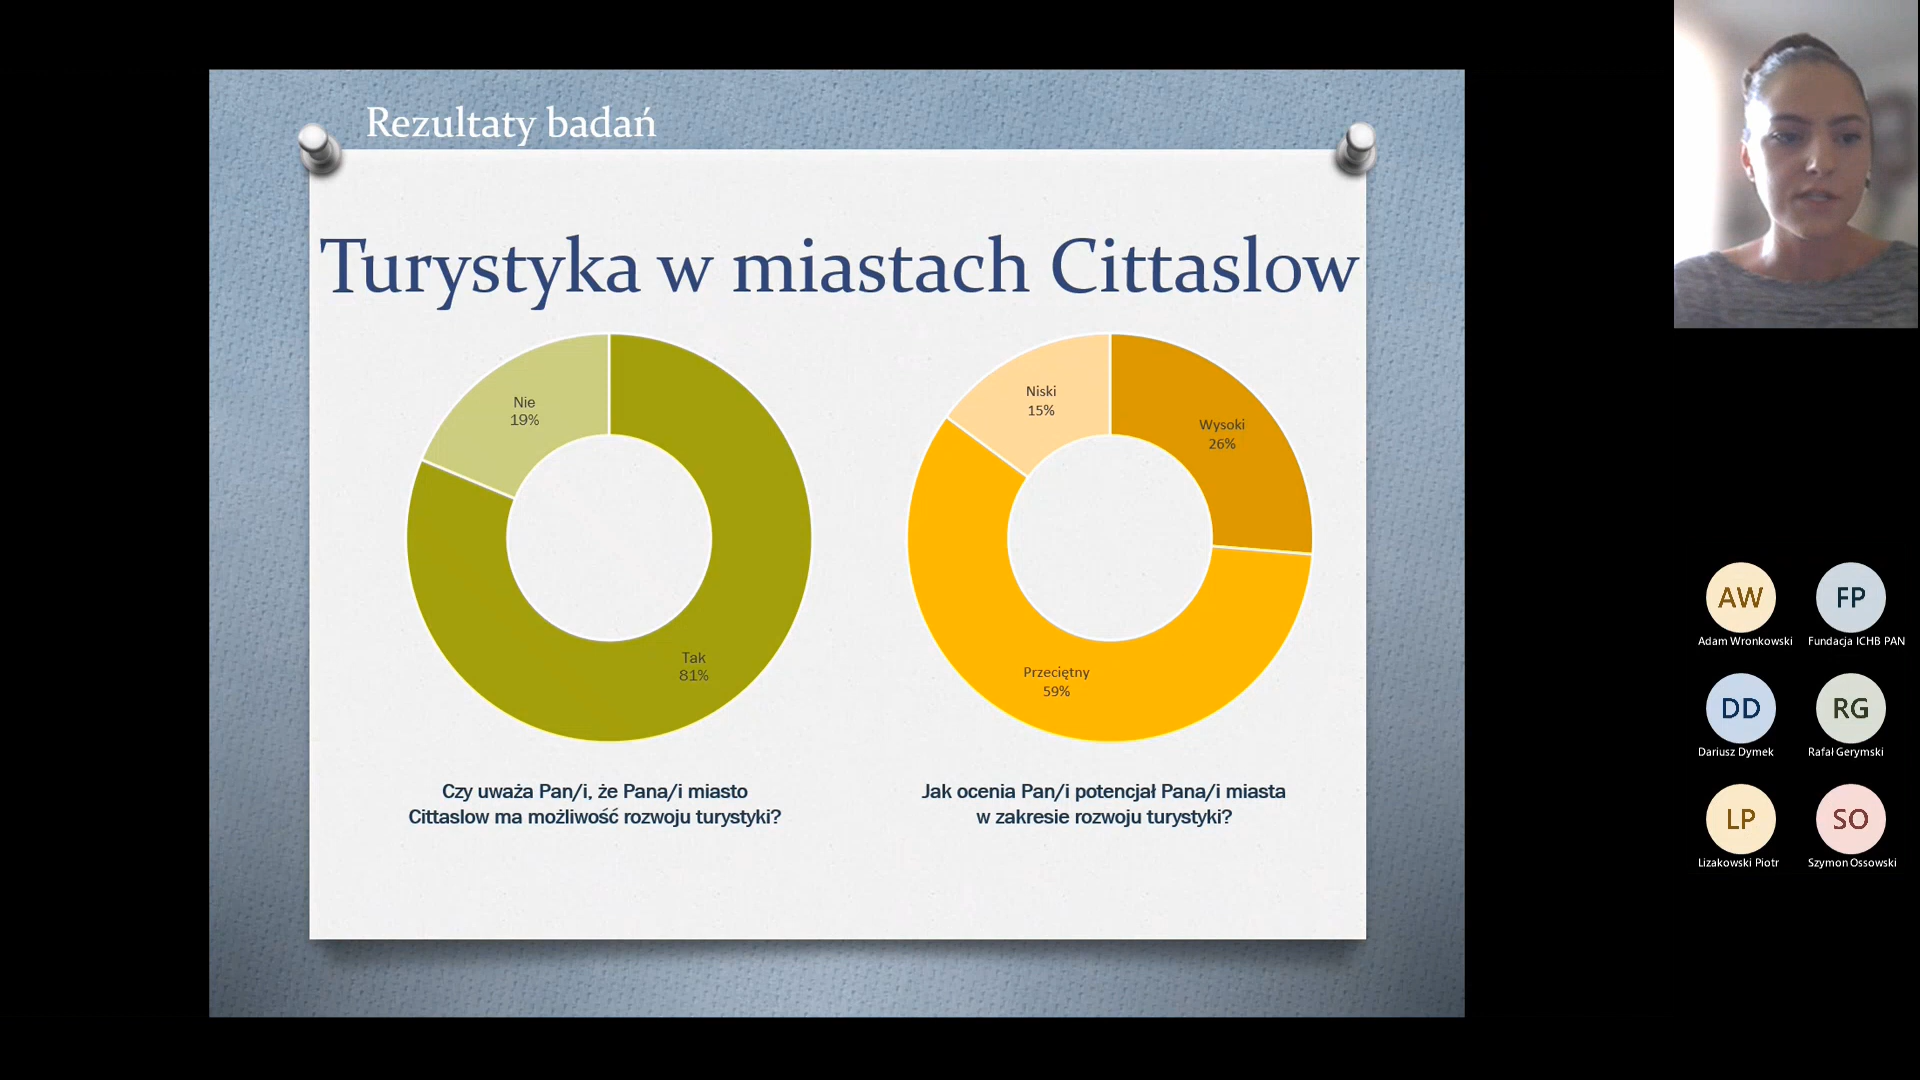 Rezultaty badań
Turystyka w miastach Cittaslow
Nie
19%
Tak
81%
Niski
15%
Wysoki
26%
Przeciętny
59%
Czy uważa Pan/i, że Pana/i miasto
Cittaslow ma możliwość rozwoju turystyki?
Jak ocenia Pan/i potencjał Pana/i miasta
w zakresie rozwoju turystyki?
AW
Adam Wronkowski
FP
Fundacja ICHB PAN
DD
Dariusz Dymek
RG
Rafał Gerymski
LP
Lizakowski Piotr
SO
Szymon Ossowski